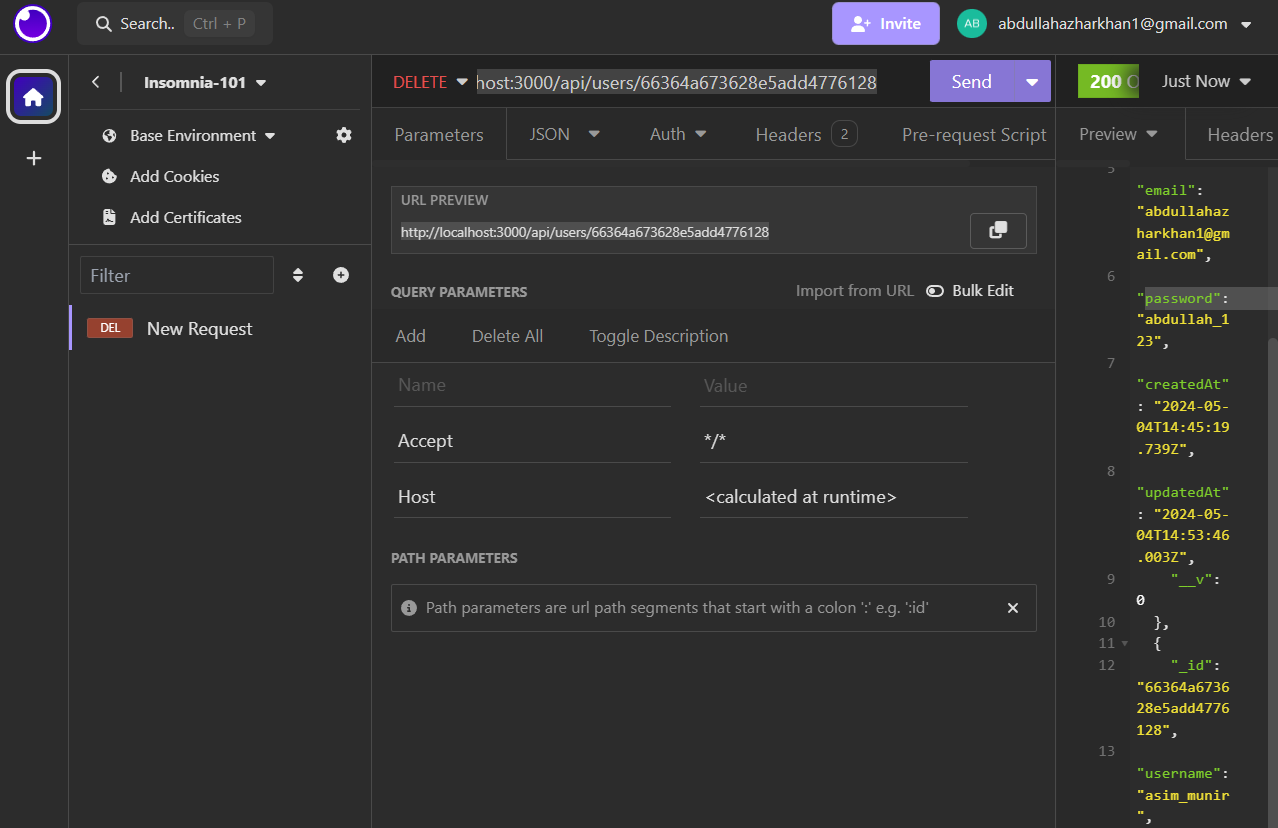 Search.. Ctrl + P
Invite
AB
abdullahazharkhan1@gmail.com
Insomnia-101
Base Environment
Add Cookies
Add Certificates
Filter
DEL New Request
DELETE
host:3000/api/users/66364a673628e5add4776128
Send
Parameters
JSON
Auth
Headers 2
Pre-request Script
URL PREVIEW
http://localhost:3000/api/users/66364a673628e5add4776128
QUERY PARAMETERS
Import from URL
Bulk Edit
Add
Delete All
Toggle Description
Name Value
Accept */*
Host <calculated at runtime>
PATH PARAMETERS
Path parameters are url path segments that start with a colon ':' e.g. ':id'
200
Just Now
Preview
Headers
5
"email":
"abdullahaz
harkhan1@gm
ail.com",
6
"password":
"abdullah_1
23",
7
"createdAt"
: "2024-05-
04T14:45:19
.739Z",
8
"updatedAt"
: "2024-05-
04T14:53:46
.003Z",
9 "__v":
0
10 },
11 {
12 "_id":
"66364a6736
28e5add4776
128",
13
"username":
"asim_munir
",